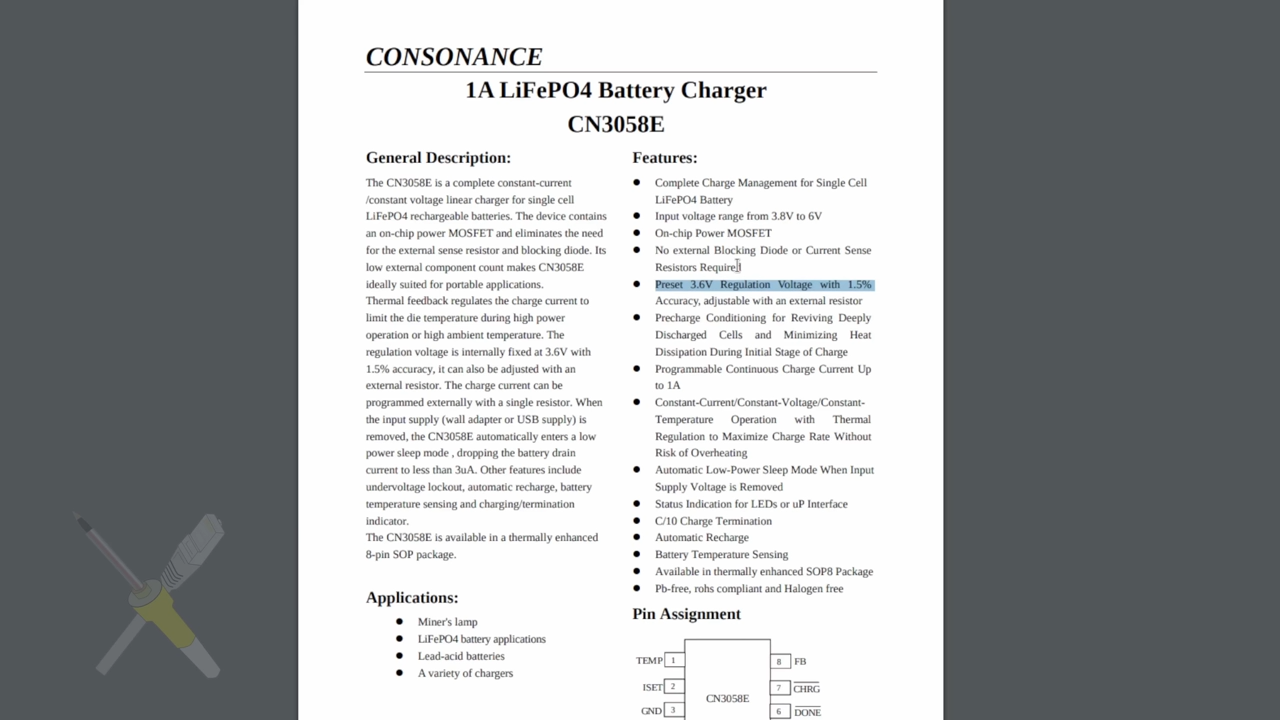 CONSONANCE
1A LiFePO4 Battery Charger
CN3058E
General Description:
The CN3058E is a complete constant-current
/constant voltage linear charger for single cell
LiFePO4 rechargeable batteries. The device contains
an on-chip power MOSFET and eliminates the need
for the external sense resistor and blocking diode. Its
low external component count makes CN3058E
ideally suited for portable applications.
Thermal feedback regulates the charge current to
limit the die temperature during high power
operation or high ambient temperature. The
regulation voltage is internally fixed at 3.6V with
1.5% accuracy, it can also be adjusted with an
external resistor. The charge current can be
programmed externally with a single resistor. When
the input supply (wall adapter or USB supply) is
removed, the CN3058E automatically enters a low
power sleep mode , dropping the battery drain
current to less than 3uA. Other features include
undervoltage lockout, automatic recharge, battery
temperature sensing and charging/termination
indicator.
The CN3058E is available in a thermally enhanced
8-pin SOP package.
Applications:
● Miner's lamp
● LiFePO4 battery applications
● Lead-acid batteries
● A variety of chargers
Features:
● Complete Charge Management for Single Cell
LiFePO4 Battery
● Input voltage range from 3.8V to 6V
● On-chip Power MOSFET
● No external Blocking Diode or Current Sense
Resistors Required
● Preset 3.6V Regulation Voltage with 1.5%
Accuracy, adjustable with an external resistor
● Precharge Conditioning for Reviving Deeply
Discharged Cells and Minimizing Heat
Dissipation During Initial Stage of Charge
● Programmable Continuous Charge Current Up
to 1A
● Constant-Current/Constant-Voltage/Constant-
Temperature Operation with Thermal
Regulation to Maximize Charge Rate Without
Risk of Overheating
● Automatic Low-Power Sleep Mode When Input
Supply Voltage is Removed
● Status Indication for LEDs or uP Interface
● C/10 Charge Termination
● Automatic Recharge
● Battery Temperature Sensing
● Available in thermally enhanced SOP8 Package
● Pb-free, rohs compliant and Halogen free
Pin Assignment
TEMP 1 8 FB
ISET 2 7 CHRG
CN3058E
GND 3 6 DONE